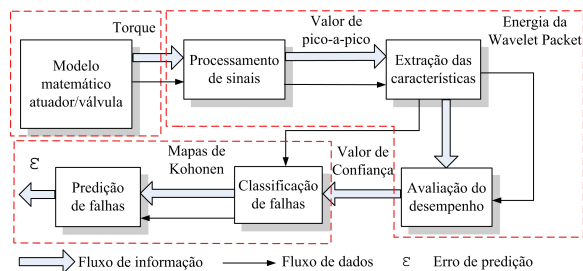 Torque
Valor de
pico-a-pico
Energia da
Wavelet Packet
Modelo
matemático
atuador/válvula
Processamento
de sinais
Extração das
características
Mapas de
Kohonen
Valor de
Confiança
ε
Predição
de falhas
Classificação
de falhas
Avaliação do
desempenho
Fluxo de informação
Fluxo de dados
ε Erro de predição